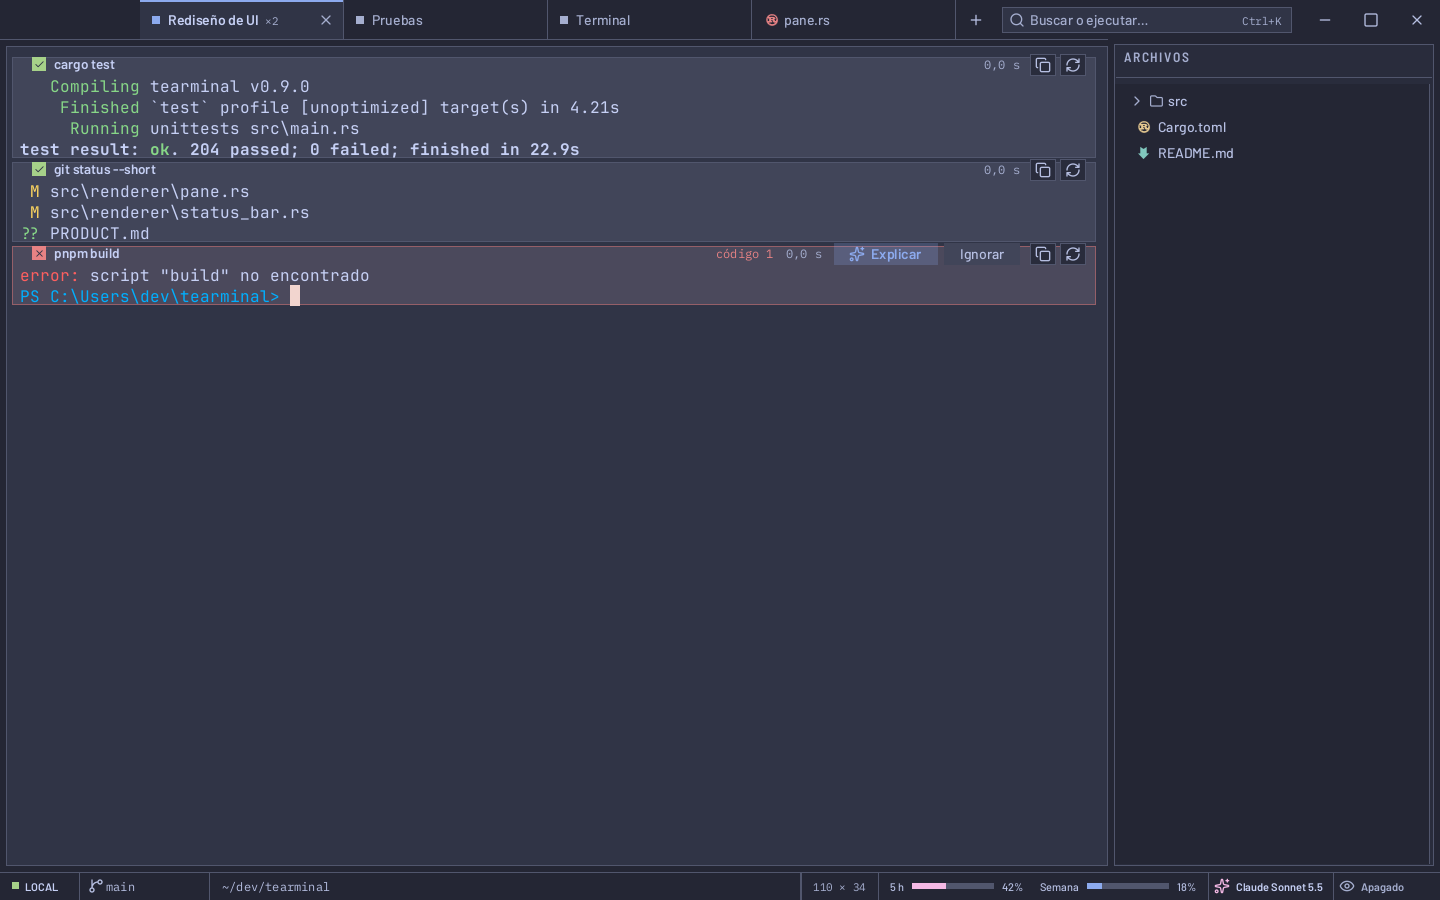 Rediseño de UI ×2
Pruebas
Terminal
pane.rs
Buscar o ejecutar... Ctrl+K
cargo test 0,0 s
Compiling tearminal v0.9.0
Finished `test` profile [unoptimized] target(s) in 4.21s
Running unittests src\main.rs
test result: ok. 204 passed; 0 failed; finished in 22.9s
git status --short 0,0 s
M src\renderer\pane.rs
M src\renderer\status_bar.rs
?? PRODUCT.md
pnpm build código 1 0,0 s Explicar Ignorar
error: script "build" no encontrado
PS C:\Users\dev\tearminal>
ARCHIVOS
src
Cargo.toml
README.md
LOCAL
main
~/dev/tearminal
110 × 34
5 h 42%
Semana 18%
Claude Sonnet 5.5
Apagado